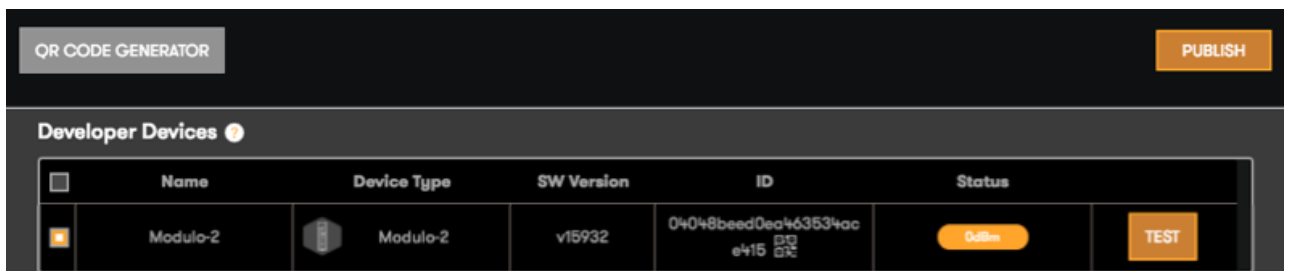 QR CODE GENERATOR
PUBLISH
Developer Devices ?
Name Device Type SW Version ID Status
Modulo-2 Modulo-2 v15932 04048beed0ea463534ac 0dBm TEST
e415